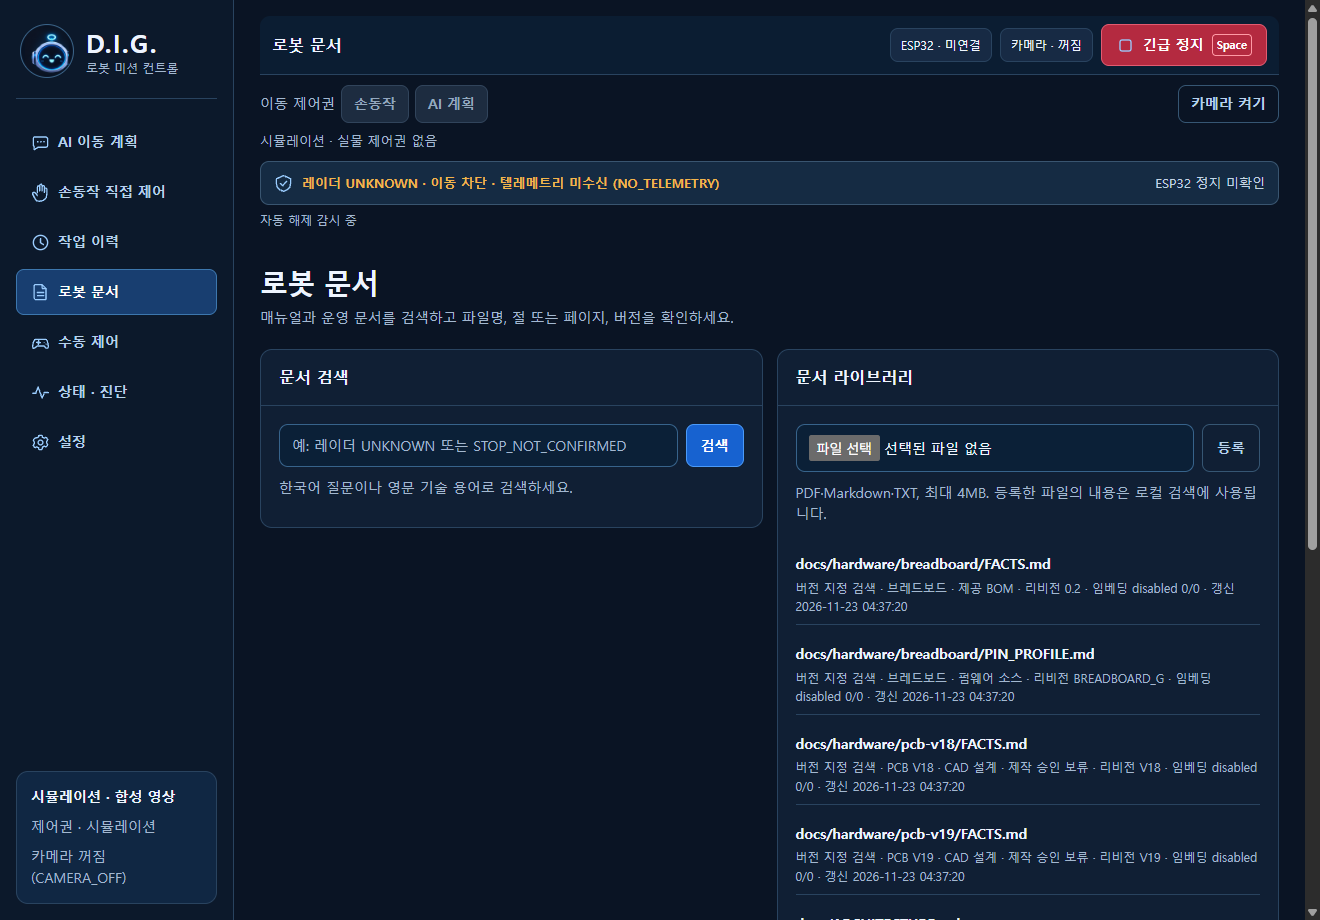 D.I.G.
로봇 미션 컨트롤
AI 이동 계획
손동작 직접 제어
작업 이력
로봇 문서
수동 제어
상태 · 진단
설정
시뮬레이션 · 합성 영상
제어권 · 시뮬레이션
카메라 꺼짐
(CAMERA_OFF)
로봇 문서
ESP32 · 미연결
카메라 · 꺼짐
긴급 정지 Space
이동 제어권 손동작 AI 계획
카메라 켜기
시뮬레이션 · 실물 제어권 없음
레이더 UNKNOWN · 이동 차단 · 텔레메트리 미수신 (NO_TELEMETRY)
ESP32 정지 미확인
자동 해제 감시 중
로봇 문서
매뉴얼과 운영 문서를 검색하고 파일명, 절 또는 페이지, 버전을 확인하세요.
문서 검색
예: 레이더 UNKNOWN 또는 STOP_NOT_CONFIRMED
검색
한국어 질문이나 영문 기술 용어로 검색하세요.
문서 라이브러리
파일 선택 선택된 파일 없음
등록
PDF·Markdown·TXT, 최대 4MB. 등록한 파일의 내용은 로컬 검색에 사용됩
니다.
docs/hardware/breadboard/FACTS.md
버전 지정 검색 · 브레드보드 · 제공 BOM · 리비전 0.2 · 임베딩 disabled 0/0 · 갱신
2026-11-23 04:37:20
docs/hardware/breadboard/PIN_PROFILE.md
버전 지정 검색 · 브레드보드 · 펌웨어 소스 · 리비전 BREADBOARD_G · 임베딩
disabled 0/0 · 갱신 2026-11-23 04:37:20
docs/hardware/pcb-v18/FACTS.md
버전 지정 검색 · PCB V18 · CAD 설계 · 제작 승인 보류 · 리비전 V18 · 임베딩 disabled
0/0 · 갱신 2026-11-23 04:37:20
docs/hardware/pcb-v19/FACTS.md
버전 지정 검색 · PCB V19 · CAD 설계 · 제작 승인 보류 · 리비전 V19 · 임베딩 disabled
0/0 · 갱신 2026-11-23 04:37:20